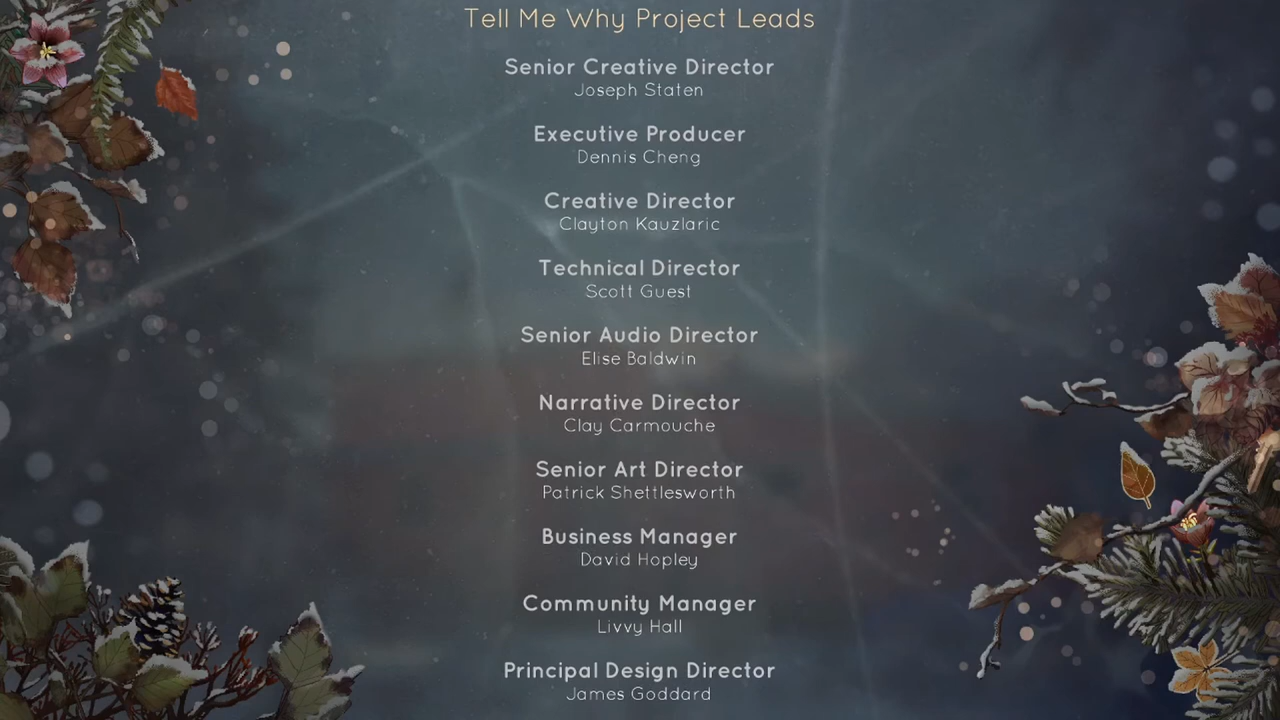 Tell Me Why Project Leads
Senior Creative Director
Joseph Staten
Executive Producer
Dennis Cheng
Creative Director
Clayton Kauzlaric
Technical Director
Scott Guest
Senior Audio Director
Elise Baldwin
Narrative Director
Clay Carmouche
Senior Art Director
Patrick Shettlesworth
Business Manager
David Hopley
Community Manager
Livvy Hall
Principal Design Director
James Goddard